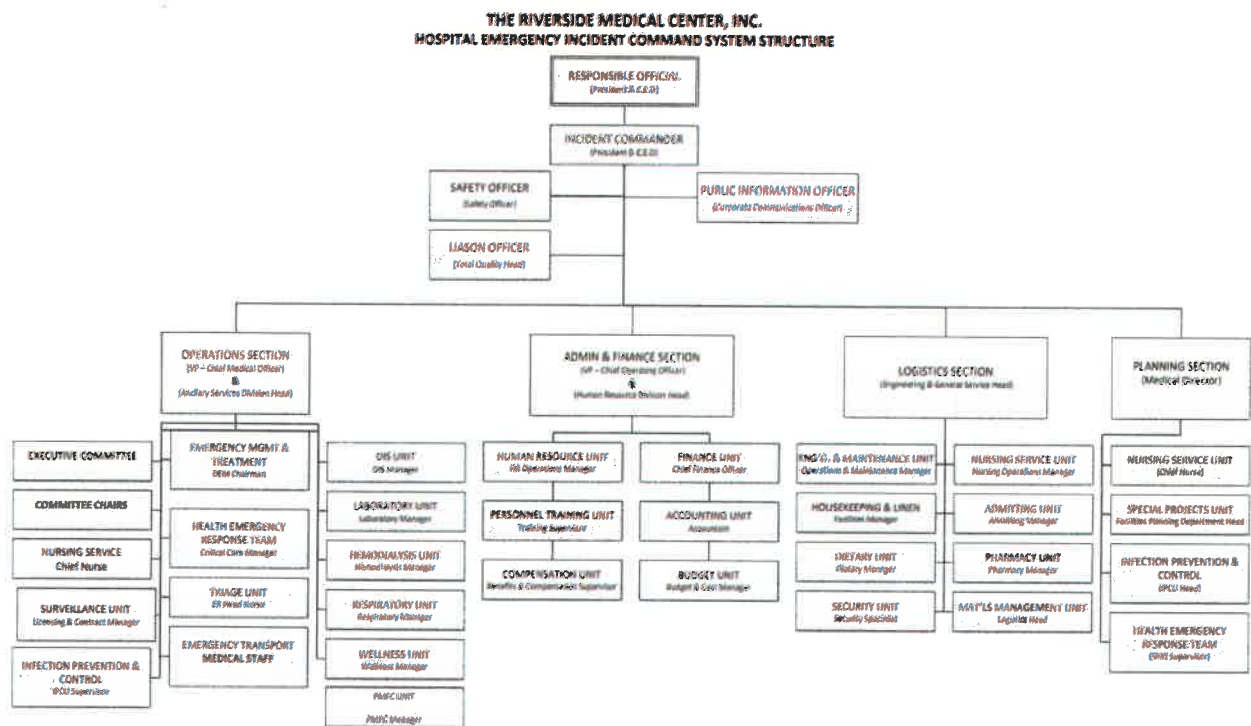 THE RIVERSIDE MEDICAL CENTER, INC.
HOSPITAL EMERGENCY INCIDENT COMMAND SYSTEM STRUCTURE
RESPONSIBLE OFFICIAL
(President & C.E.O)
INCIDENT COMMANDER
(President & C.E.O)
SAFETY OFFICER
(Safety Officer)
PUBLIC INFORMATION OFFICER
(Corporate Communications Officer)
LIASON OFFICER
(Total Quality Head)
OPERATIONS SECTION
(VP – Chief Medical Officer)
&
(Ancillary Services Division Head)
ADMIN & FINANCE SECTION
(VP – Chief Operating Officer)
&
(Human Resource Division Head)
LOGISTICS SECTION
(Engineering & General Service Head)
PLANNING SECTION
(Medical Director)
EXECUTIVE COMMITTEE
COMMITTEE CHAIRS
NURSING SERVICE
Chief Nurse
SURVEILLANCE UNIT
Licensing & Contract Manager
INFECTION PREVENTION &
CONTROL
IPCU Supervisor
EMERGENCY MGMT &
TREATMENT
DEM Chairman
HEALTH EMERGENCY
RESPONSE TEAM
Critical Care Manager
TRIAGE UNIT
ER Head Nurse
EMERGENCY TRANSPORT
MEDICAL STAFF
DIS UNIT
DIS Manager
LABORATORY UNIT
Laboratory Manager
HEMODIALYSIS UNIT
Hemodialysis Manager
RESPIRATORY UNIT
Respiratory Manager
WELLNESS UNIT
Wellness Manager
PMFC UNIT
PMFC Manager
HUMAN RESOURCE UNIT
HR Operations Manager
PERSONNEL TRAINING UNIT
Training Supervisor
COMPENSATION UNIT
Benefits & Compensation Supervisor
FINANCE UNIT
Chief Finance Officer
ACCOUNTING UNIT
Accountant
BUDGET UNIT
Budget & Cost Manager
ENG'G. & MAINTENANCE UNIT
Operations & Maintenance Manager
HOUSEKEEPING & LINEN
Facilities Manager
DIETARY UNIT
Dietary Manager
SECURITY UNIT
Security Specialist
NURSING SERVICE UNIT
Nursing Operations Manager
ADMITTING UNIT
Admitting Manager
PHARMACY UNIT
Pharmacy Manager
MAT'LS MANAGEMENT UNIT
Logistics Head
NURSING SERVICE UNIT
(Chief Nurse)
SPECIAL PROJECTS UNIT
Facilities Planning Department Head
INFECTION PREVENTION &
CONTROL
(IPCU Head)
HEALTH EMERGENCY
RESPONSE TEAM
Supervisor)